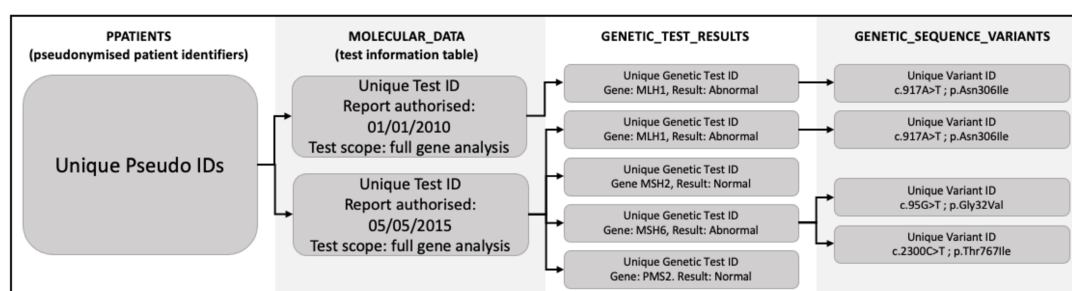 PPATIENTS
(pseudonymised patient identifiers)
Unique Pseudo IDs
MOLECULAR_DATA
(test information table)
Unique Test ID
Report authorised:
01/01/2010
Test scope: full gene analysis
Unique Test ID
Report authorised:
05/05/2015
Test scope: full gene analysis
GENETIC_TEST_RESULTS
Unique Genetic Test ID
Gene: MLH1, Result: Abnormal
Unique Genetic Test ID
Gene: MLH1, Result: Abnormal
Unique Genetic Test ID
Gene MSH2, Result: Normal
Unique Genetic Test ID
Gene: MSH6, Result: Abnormal
Unique Genetic Test ID
Gene: PMS2. Result: Normal
GENETIC_SEQUENCE_VARIANTS
Unique Variant ID
c.917A>T ; p.Asn306Ile
Unique Variant ID
c.917A>T ; p.Asn306Ile
Unique Variant ID
c.95G>T ; p.Gly32Val
Unique Variant ID
c.2300C>T ; p.Thr767Ile